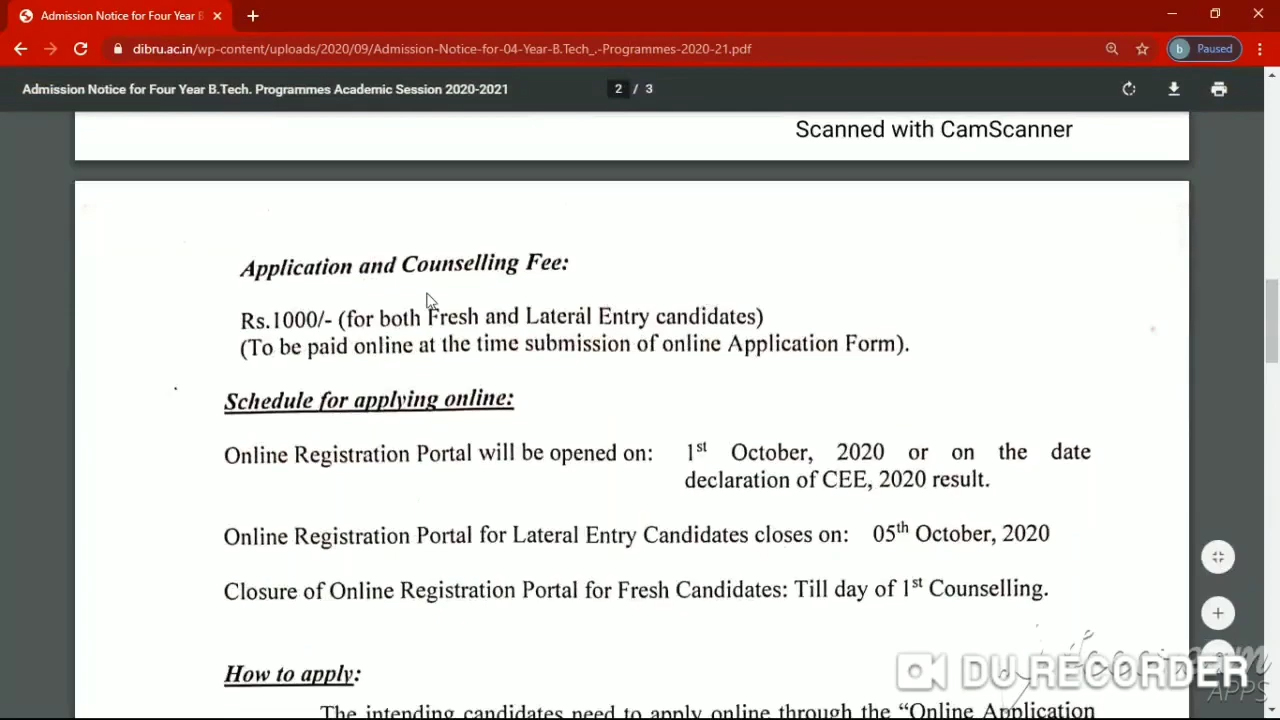 Admission Notice for Four Year B
b
Paused
dibru.ac.in/wp-content/uploads/2020/09/Admission-Notice-for-04-Year-B.Tech_.-Programmes-2020-21.pdf
Admission Notice for Four Year B.Tech. Programmes Academic Session 2020-2021
2 / 3
Scanned with CamScanner
Application and Counselling Fee:
Rs.1000/- (for both Fresh and Lateral Entry candidates)
(To be paid online at the time submission of online Application Form).
Schedule for applying online:
Online Registration Portal will be opened on: 1st October, 2020 or on the date
declaration of CEE, 2020 result.
Online Registration Portal for Lateral Entry Candidates closes on: 05th October, 2020
Closure of Online Registration Portal for Fresh Candidates: Till day of 1st Counselling.
How to apply:
DU RECORDER
APPS
The intending candidates need to apply online through the “Online Application